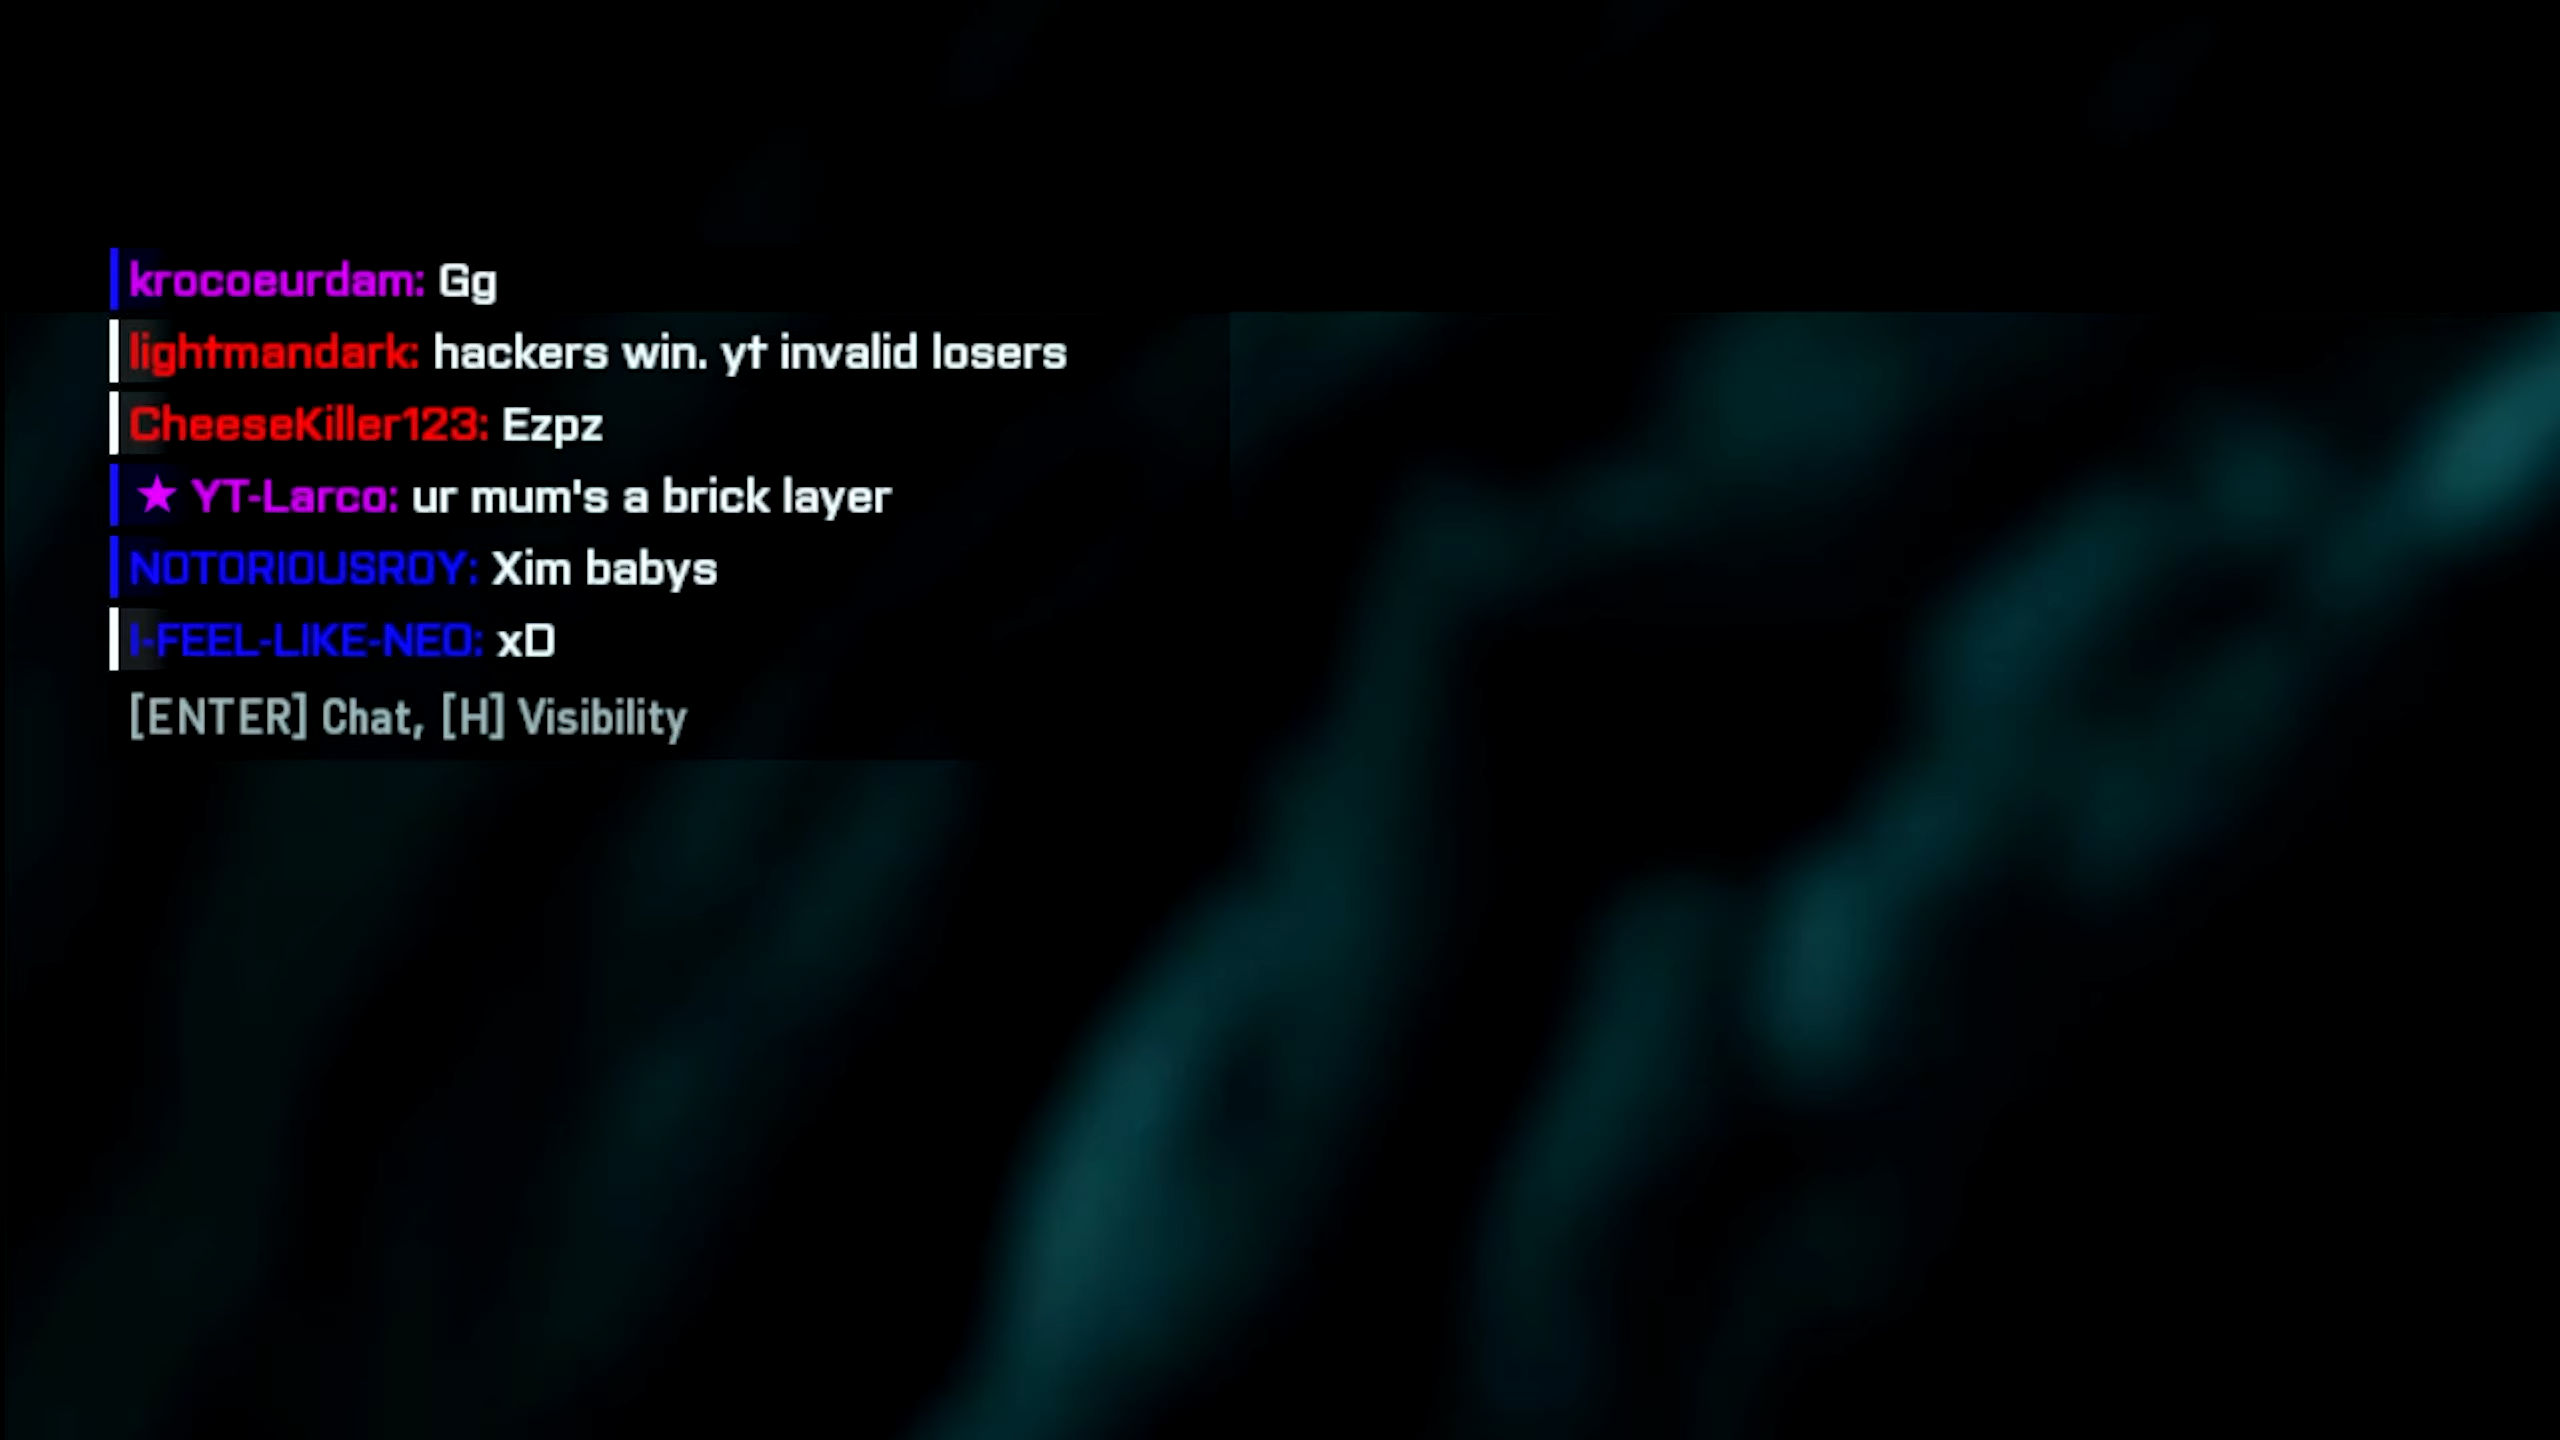 krocoeurdam: Gg
lightmandark: hackers win. yt invalid losers
CheeseKiller123: Ezpz
★ YT-Larco: ur mum's a brick layer
NOTORIOUSROY: Xim babys
I-FEEL-LIKE-NEO: xD
[ENTER] Chat, [H] Visibility